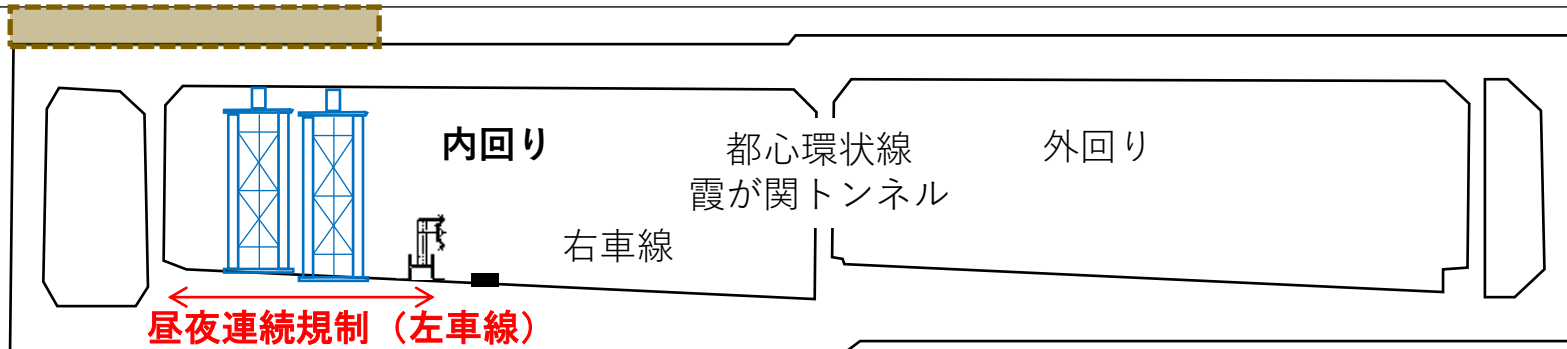 内回り
都心環状線
霞が関トンネル
外回り
右車線
昼夜連続規制（左車線）